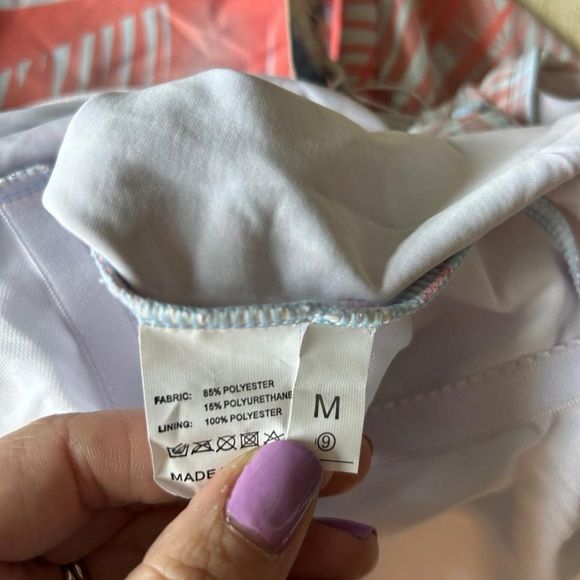 FABRIC: 85% POLYESTER
15% POLYURETHANE
LINING: 100% POLYESTER
MADE
M
9